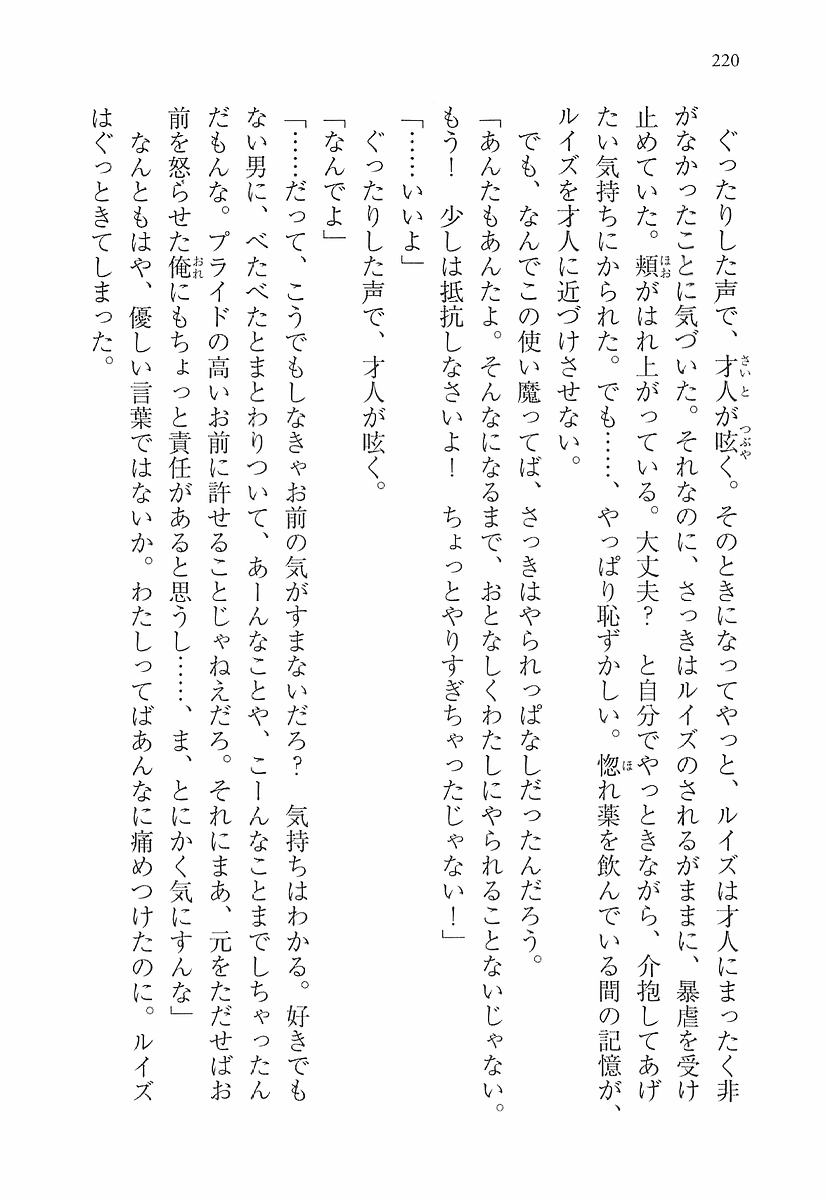 220
ぐったりした声で、才人が呟く。そのときになってやっと、ルイズは才人にまったく非
がなかったことに気づいた。それなのに、さっきはルイズのされるがままに、暴虐を受け
止めていた。頬がはれ上がっている。大丈夫？　と自分でやっときながら、介抱してあげ
たい気持ちにかられた。でも……、やっぱり恥ずかしい。惚れ薬を飲んでいる間の記憶が、
ルイズを才人に近づけさせない。
でも、なんでこの使い魔ってば、さっきはやられっぱなしだったんだろう。
「あんたもあんたよ。そんなになるまで、おとなしくわたしにやられることないじゃない。
もう！　少しは抵抗しなさいよ！　ちょっとやりすぎちゃったじゃない！」
「……いいよ」
ぐったりした声で、才人が呟く。
「なんでよ」
「……だって、こうでもしなきゃお前の気がすまないだろ？　気持ちはわかる。好きでも
ない男に、べたべたとまとわりついて、あーんなことや、こーんなことまでしちゃったん
だもんな。プライドの高いお前に許せることじゃねえだろ。それにまあ、元をただせばお
前を怒らせた俺にもちょっと責任があると思うし……、ま、とにかく気にすんな」
なんともはや、優しい言葉ではないか。わたしってばあんなに痛めつけたのに。ルイズ
はぐっときてしまった。